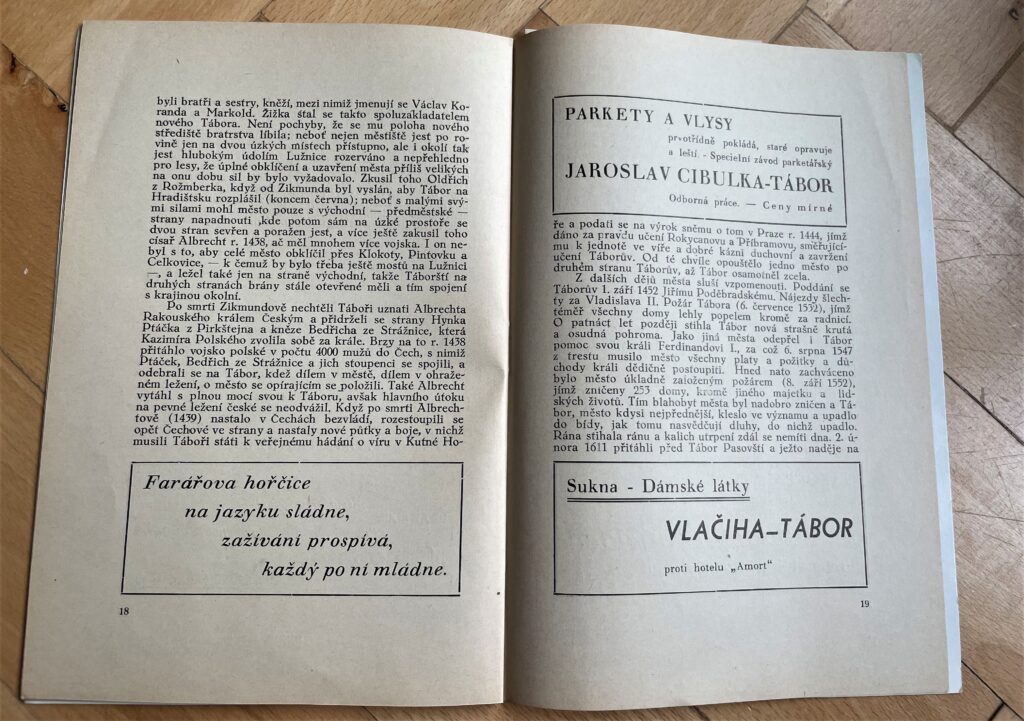 byli bratři a sestry, kněží, mezi nimiž jmenují se Václav Ko-
randa a Markold. Žižka stal se takto spoluzakladatelem
nového Tábora. Není pochyby, že se mu poloha nového
střediště bratrstva líbila; neboť nejen městiště jest po ro-
vině jen na dvou úzkých místech přístupno, ale i okolí tak
jest hlubokým údolím Lužnice rozerváno a nepřehledno
pro lesy, že úplné obklíčení a uzavření města příliš velikých
na onu dobu sil by bylo vyžadovalo. Zkusil toho Oldřich
z Rožmberka, když od Zikmunda byl vyslán, aby Tábor na
Hradišťsku rozplášil (koncem června); neboť s malými svý-
mi silami mohl město pouze s východní — předměstské —
strany napadnouti ,kde potom sám na úzké prostoře se
dvou stran sevřen a poražen jest, a více ještě zakusil toho
císař Albrecht r. 1438, ač měl mnohem více vojska. I on ne-
byl s to, aby celé město obklíčil přes Klokoty, Pintovku a
Čelkovice, — k čemuž by bylo třeba ještě mostů na Lužnici
—, a ležel také jen na straně východní, takže Táborští na
druhých stranách brány stále otevřené měli a tím spojení
s krajinou okolní.
Po smrti Zikmundově nechtěli Táboři uznati Albrechta
Rakouského králem Českým a přidrželi se strany Hynka
Ptáčka z Pirkštejna a kněze Bedřicha ze Strážnice, která
Kazimíra Polského zvolila sobě za krále. Brzy na to r. 1438
přitáhlo vojsko polské v počtu 4000 mužů do Čech, s nimiž
Ptáček, Bedřich ze Strážnice a jich stoupenci se spojili, a
odebrali se na Tábor, kdež dílem v městě, dílem v ohraže-
ném ležení, o město se opírajícím se položili. Také Albrecht
vytáhl s plnou mocí svou k Táboru, avšak hlavního útoku
na pevné ležení české se neodvážil. Když po smrti Albrech-
tově (1439) nastalo v Čechách bezvládí, rozestoupili se
opět Čechové ve strany a nastaly nové půtky a boje, v nichž
musili Táboři státi k veřejnému hádání o víru v Kutné Ho-
Farářova hořčice
na jazyku sládne,
zažívání prospívá,
každý po ní mládne.
18
PARKETY A VLYSY
prvotřídně pokládá, staré opravuje
a leští. - Specielní závod parketářský
JAROSLAV CIBULKA-TÁBOR
Odborná práce. — Ceny mírné
ře a podati se na výrok sněmu o tom v Praze r. 1444, jímž
dáno za pravdu učení Rokycanovu a Příbramovu, směřující-
mu k jednotě ve víře a dobré kázni duchovní a zavržení
učení Táborův. Od té chvíle opouštělo jedno město po
druhém stranu Táborův, až Tábor osamotněl zcela.
Z dalších dějů města sluší vzpomenouti. Poddání se
Táborův 1. září 1452 Jiřímu Poděbradskému. Nájezdy šlech-
ty za Vladislava II. Požár Tábora (6. července 1532), jímž
téměř všechny domy lehly popelem kromě za radnicí.
O patnáct let později stihla Tábor nová strašně krutá
a osudná pohroma. Jako jiná města odepřel i Tábor
pomoc svou králi Ferdinandovi I., za což 6. srpna 1547
z trestu musilo město všechny platy a požitky a dů-
chody králi dědičně postoupiti. Hned nato zachváceno
bylo město úkladně založeným požárem (8. září 1552),
jímž zničeny 253 domy, kromě jiného majetku a lid-
ských životů. Tím blahobyt města byl nadobro zničen a Tá-
bor, město kdysi nejpřednější, kleslo ve významu a upadlo
do bídy, jak tomu nasvědčují dluhy, do nichž upadlo.
Rána stihala ránu a kalich utrpení zdál se nemíti dna. 2. ú-
nora 1611 přitáhli před Tábor Pasovští a ježto naděje na
Sukna - Dámské látky
VLAČIHA–TÁBOR
proti hotelu „Amort“
19